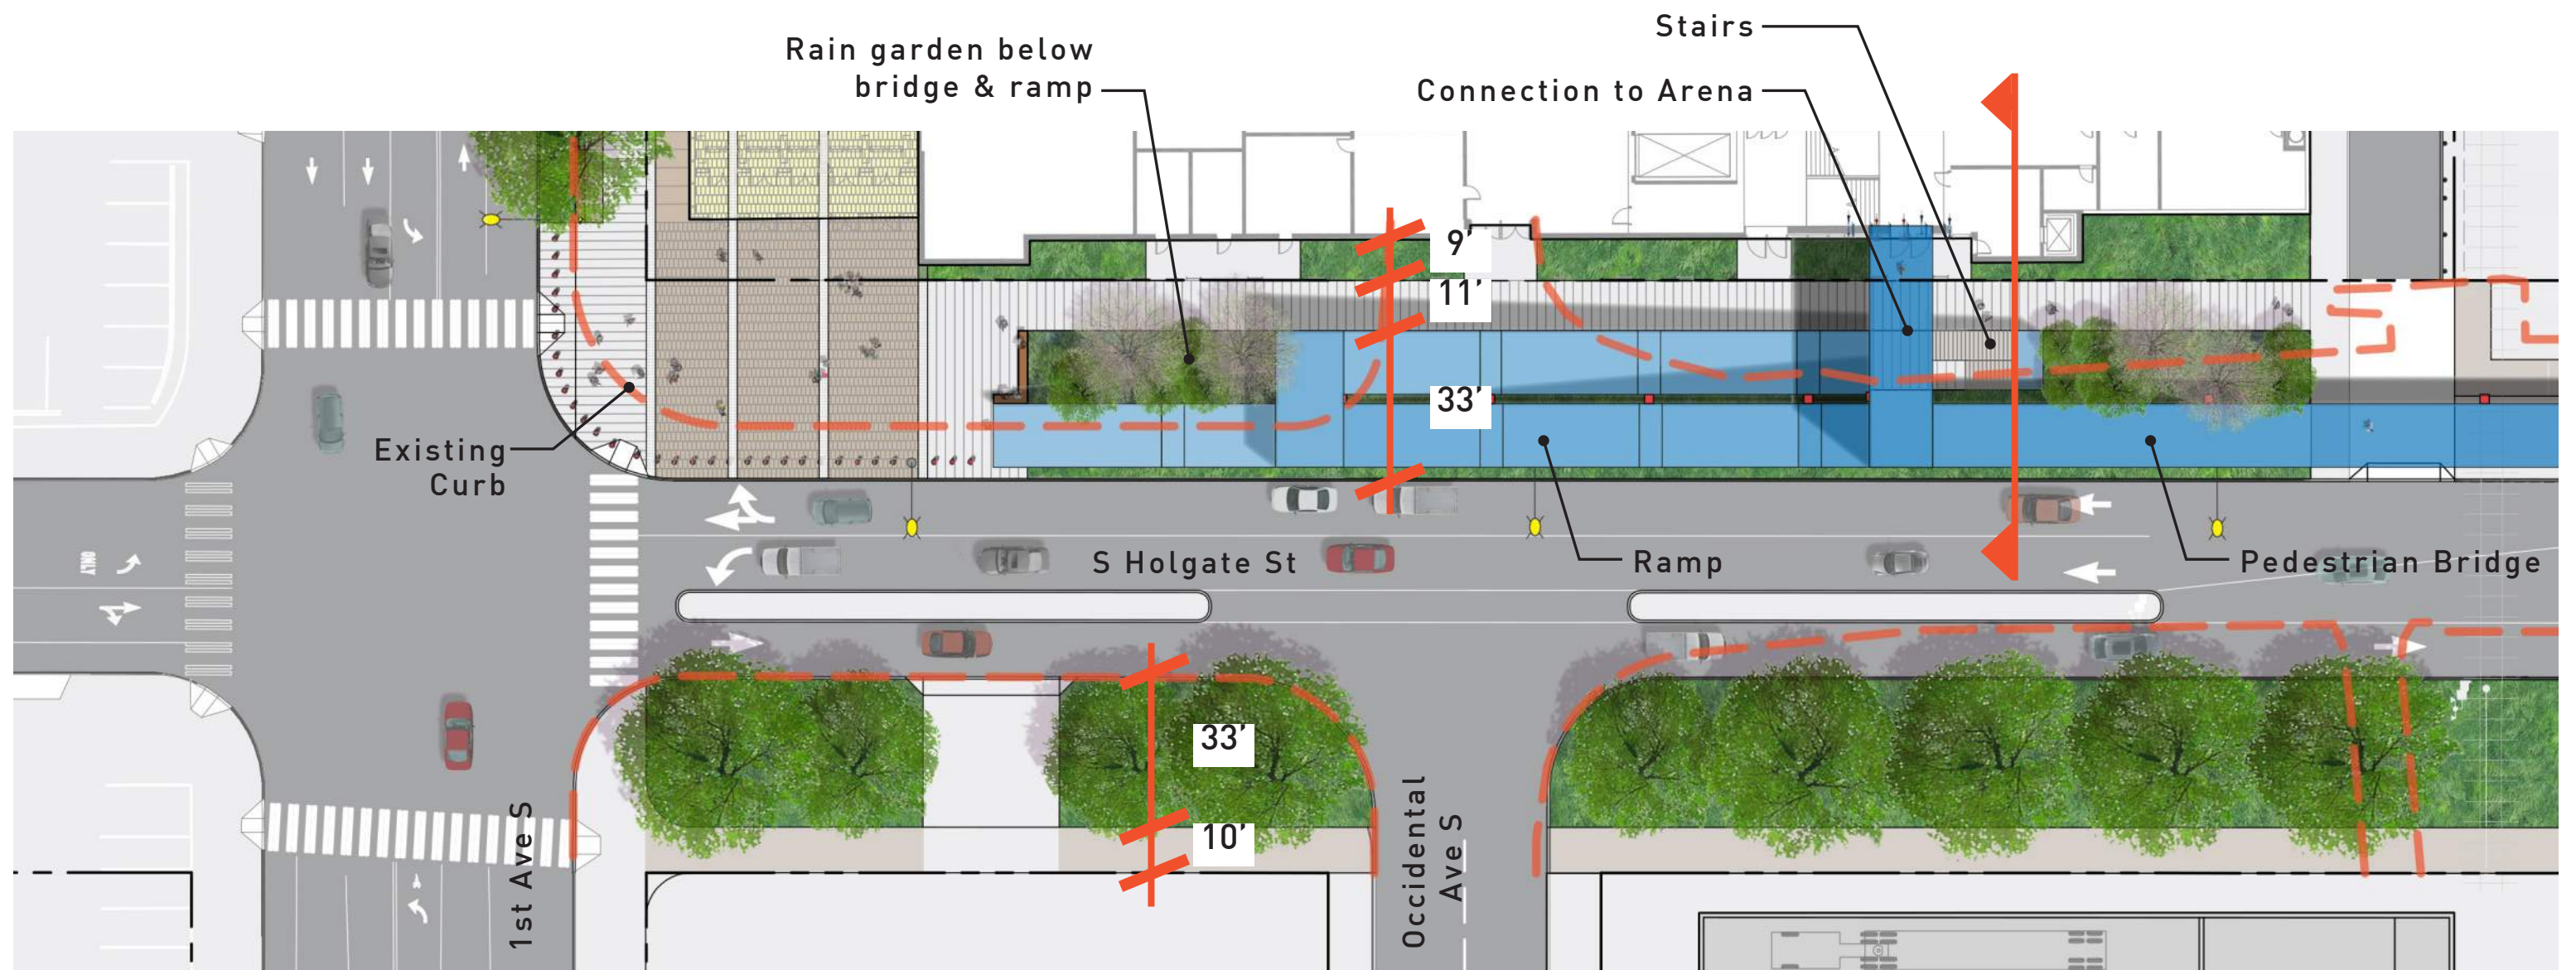 Stairs
Rain garden below
bridge & ramp
Connection to Arena
9'
11'
33'
Existing
Curb
ONLY
S Holgate St
Ramp
Pedestrian Bridge
33'
10'
1st Ave S
Occidental
Ave S